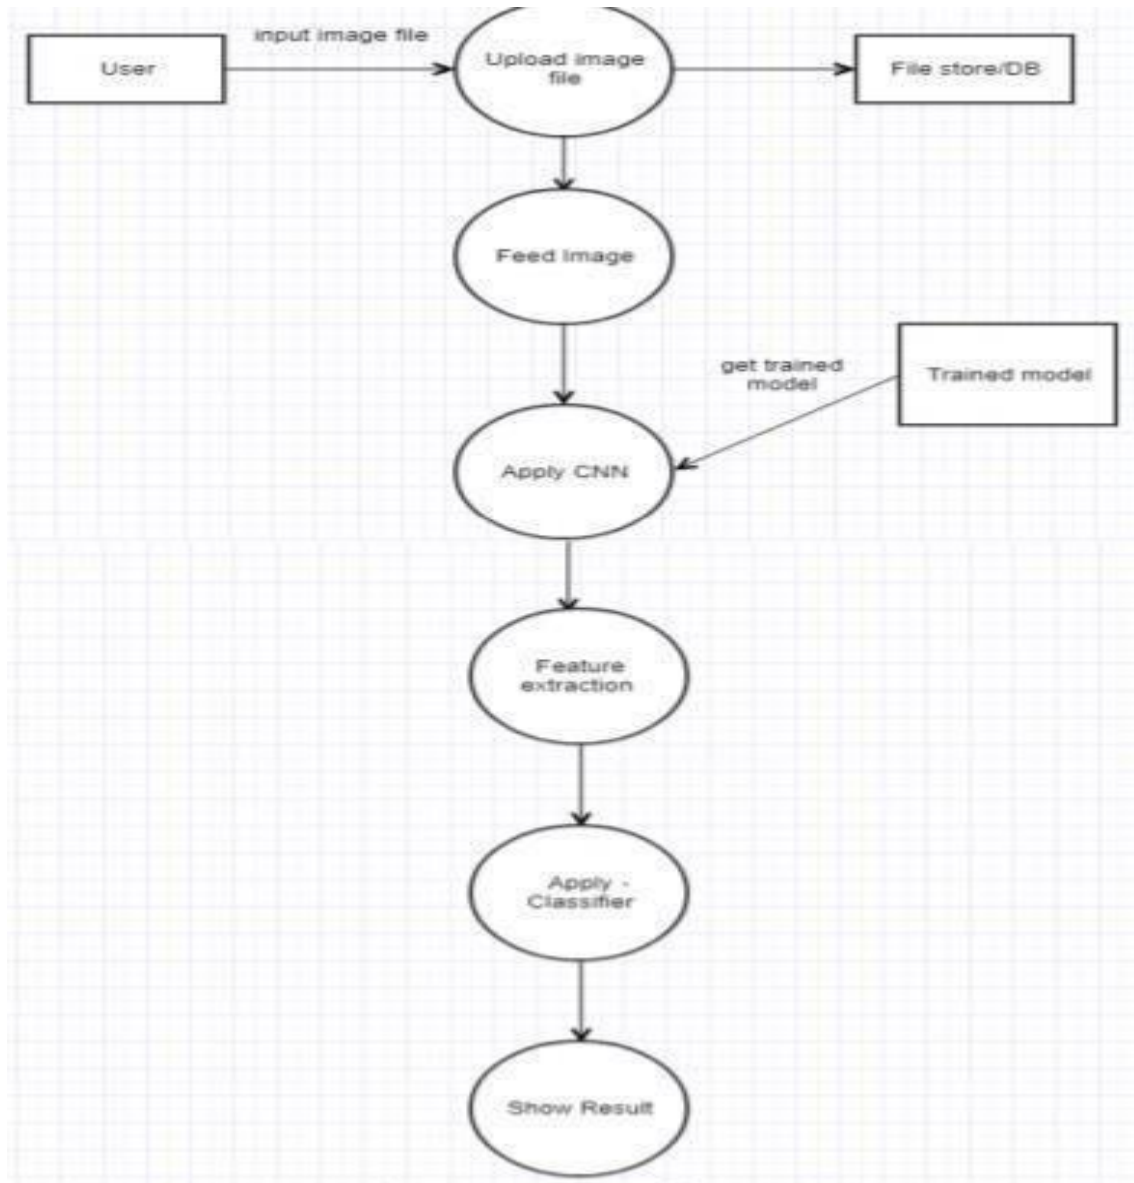 input image file
User
Upload image
file
File store/DB
Feed Image
get trained
model
Trained model
Apply CNN
Feature
extraction
Apply -
Classifier
Show Result